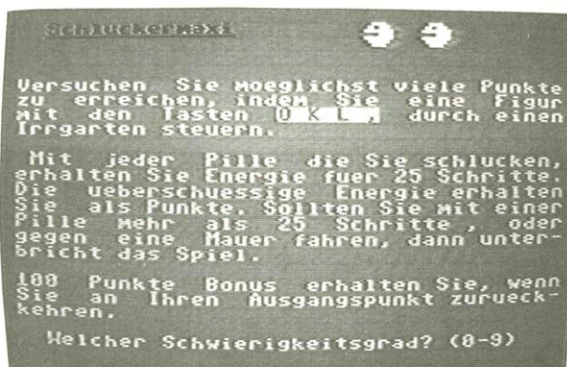 Schluckermaxi
Versuchen Sie moeglichst viele Punkte
zu erreichen, indem Sie eine Figur
mit den Tasten O K L , durch einen
Irrgarten steuern.
Mit jeder Pille die Sie schlucken,
erhalten Sie Energie fuer 25 Schritte.
Die ueberschuessige Energie erhalten
Sie als Punkte. Sollten Sie mit einer
Pille mehr als 25 Schritte , oder
gegen eine Mauer fahren, dann unter-
bricht das Spiel.
100 Punkte Bonus erhalten Sie, wenn
Sie an Ihren Ausgangspunkt zurueck-
kehren.
Welcher Schwierigkeitsgrad? (0-9)